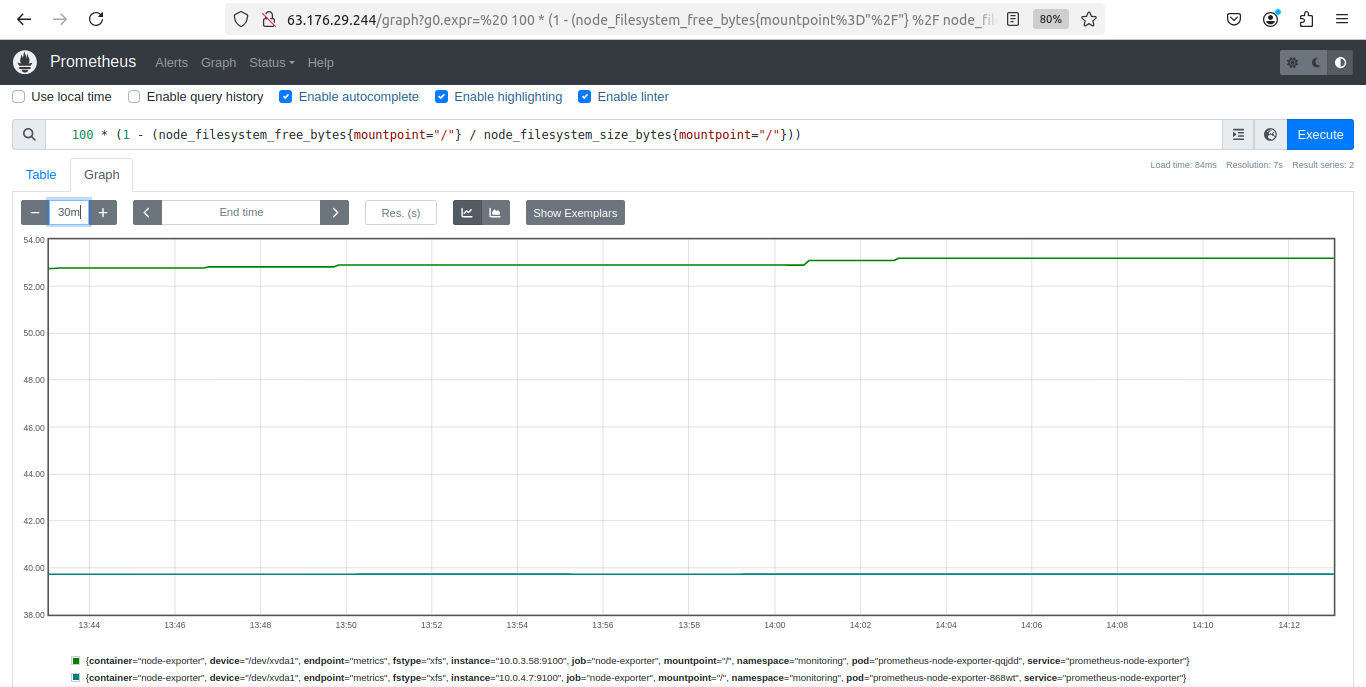 63.176.29.244/graph?g0.expr=%20 100 * (1 - (node_filesystem_free_bytes{mountpoint%3D"%2F"} %2F node_fil
80%
Prometheus Alerts Graph Status Help
Use local time Enable query history Enable autocomplete Enable highlighting Enable linter
100 * (1 - (node_filesystem_free_bytes{mountpoint="/"} / node_filesystem_size_bytes{mountpoint="/"}))
Execute
Load time: 84ms Resolution: 7s Result series: 2
Table Graph
30m End time Res. (s) Show Exemplars
54.00
52.00
50.00
48.00
46.00
44.00
42.00
40.00
38.00
13:44 13:46 13:48 13:50 13:52 13:54 13:56 13:58 14:00 14:02 14:04 14:06 14:08 14:10 14:12
{container="node-exporter", device="/dev/xvda1", endpoint="metrics", fstype="xfs", instance="10.0.3.58:9100", job="node-exporter", mountpoint="/", namespace="monitoring", pod="prometheus-node-exporter-qqjdd", service="prometheus-node-exporter"}
{container="node-exporter", device="/dev/xvda1", endpoint="metrics", fstype="xfs", instance="10.0.4.7:9100", job="node-exporter", mountpoint="/", namespace="monitoring", pod="prometheus-node-exporter-868wt", service="prometheus-node-exporter"}